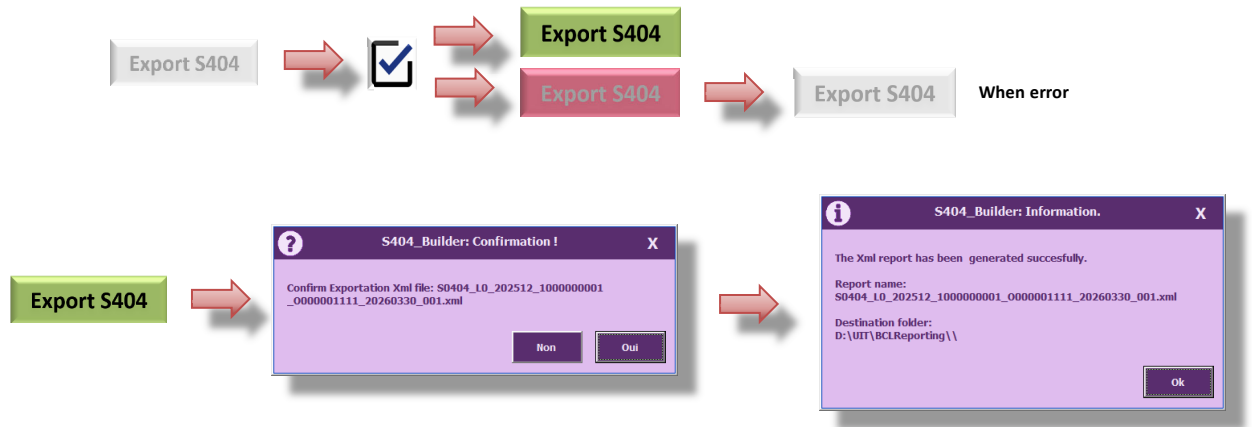 Export S404
Export S404
Export S404
Export S404
When error
Export S404
S404_Builder: Confirmation !
X
Confirm Exportation Xml file: S0404_L0_202512_1000000001
_O000001111_20260330_001.xml
Non
Oui
S404_Builder: Information.
X
The Xml report has been  generated succesfully.
Report name:
S0404_L0_202512_1000000001_O000001111_20260330_001.xml
Destination folder:
D:\UIT\BCLReporting\\
Ok